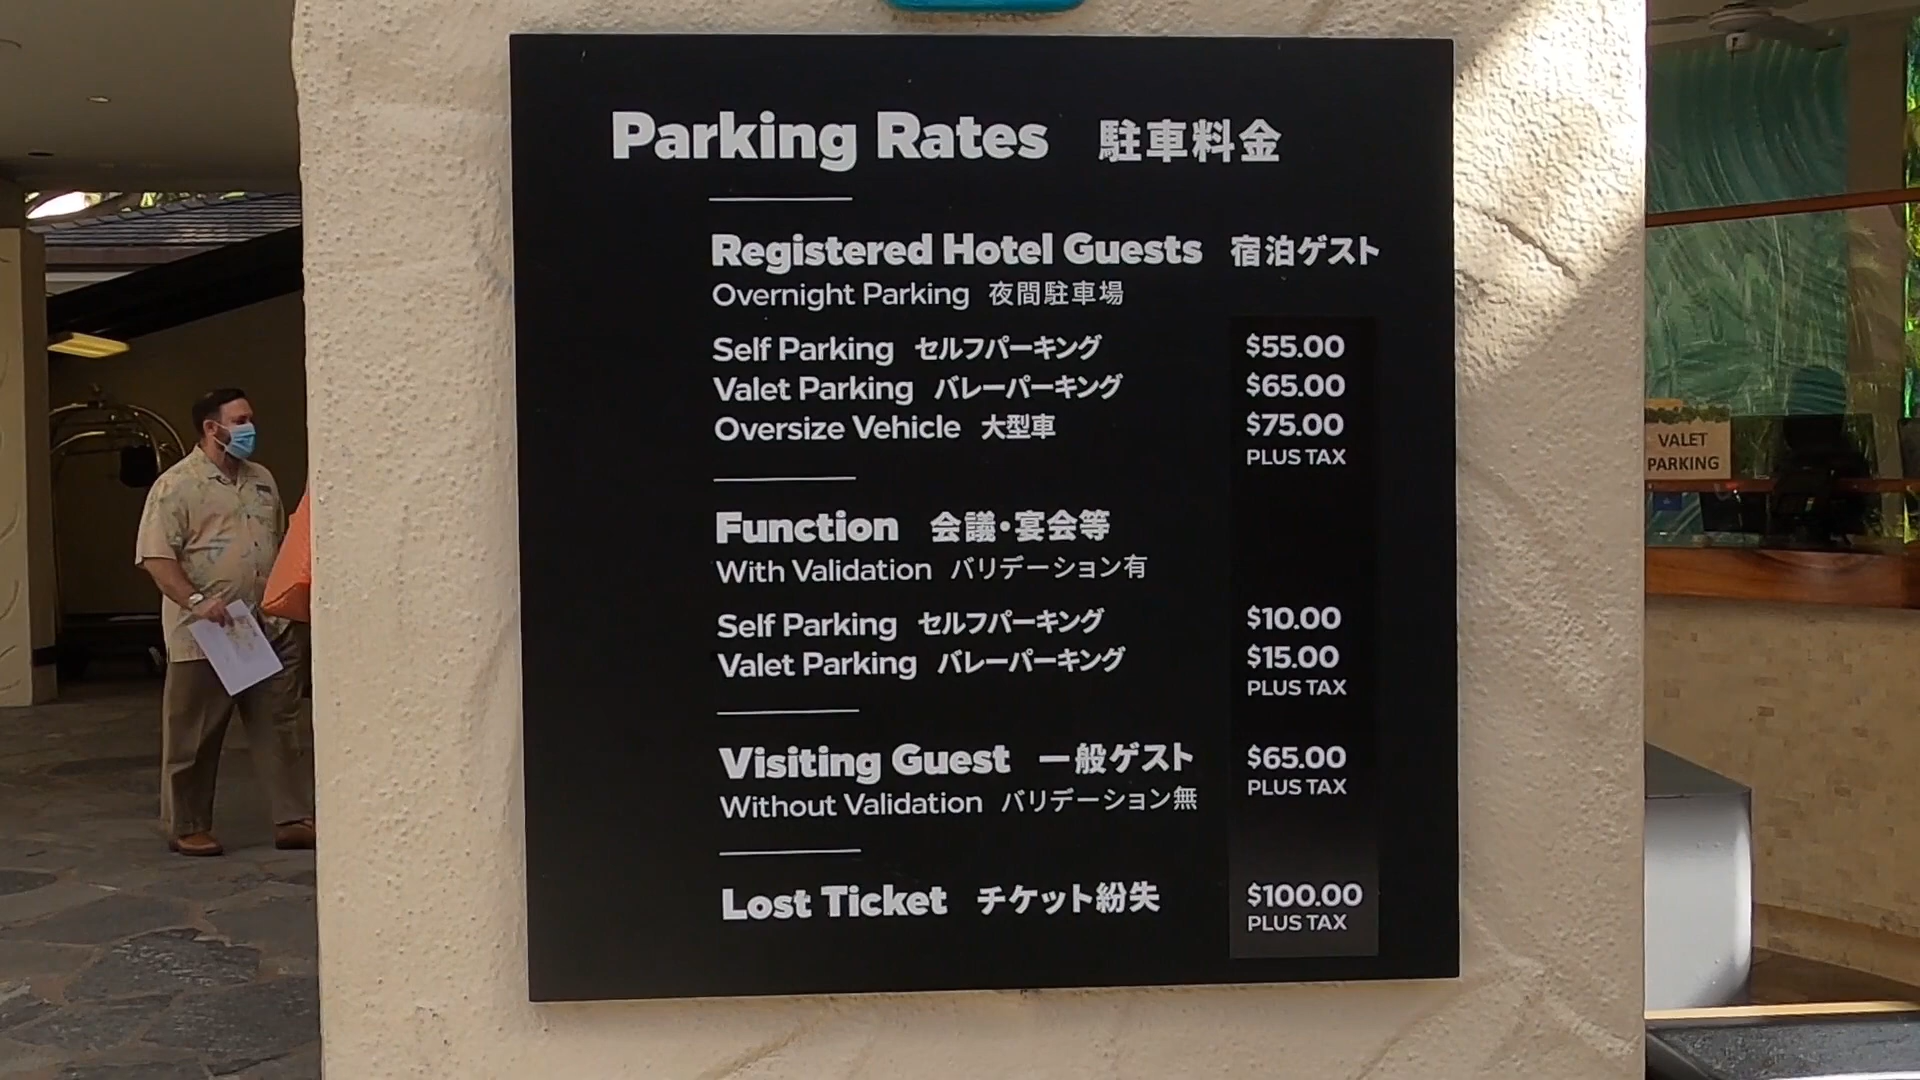 Parking Rates 駐車料金
Registered Hotel Guests 宿泊ゲスト
Overnight Parking 夜間駐車場
Self Parking セルフパーキング $55.00
Valet Parking バレーパーキング $65.00
Oversize Vehicle 大型車 $75.00
PLUS TAX
Function 会議・宴会等
With Validation バリデーション有
Self Parking セルフパーキング $10.00
Valet Parking バレーパーキング $15.00
PLUS TAX
Visiting Guest 一般ゲスト $65.00
PLUS TAX
Without Validation バリデーション無
Lost Ticket チケット紛失 $100.00
PLUS TAX
VALET
PARKING